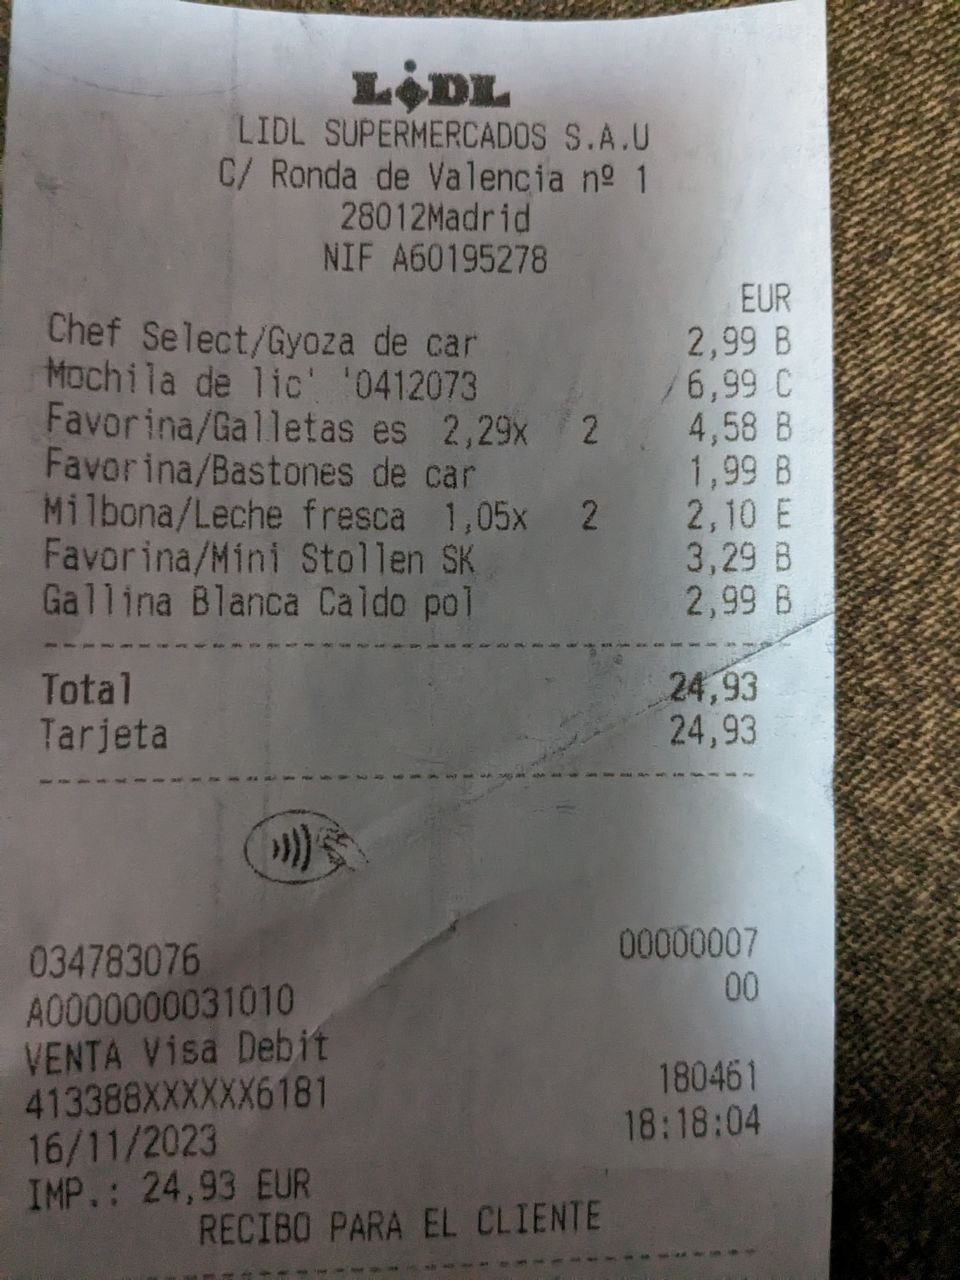 LIDL
LIDL SUPERMERCADOS S.A.U
C/ Ronda de Valencia nº 1
28012Madrid
NIF A60195278
EUR
Chef Select/Gyoza de car 2,99 B
Mochila de lic' '0412073 6,99 C
Favorina/Galletas es 2,29x 2 4,58 B
Favorina/Bastones de car 1,99 B
Milbona/Leche fresca 1,05x 2 2,10 E
Favorina/Mini Stollen SK 3,29 B
Gallina Blanca Caldo pol 2,99 B
Total 24,93
Tarjeta 24,93
034783076 00000007
A0000000031010 00
VENTA Visa Debit
413388XXXXXX6181 180461
16/11/2023 18:18:04
IMP.: 24,93 EUR
RECIBO PARA EL CLIENTE